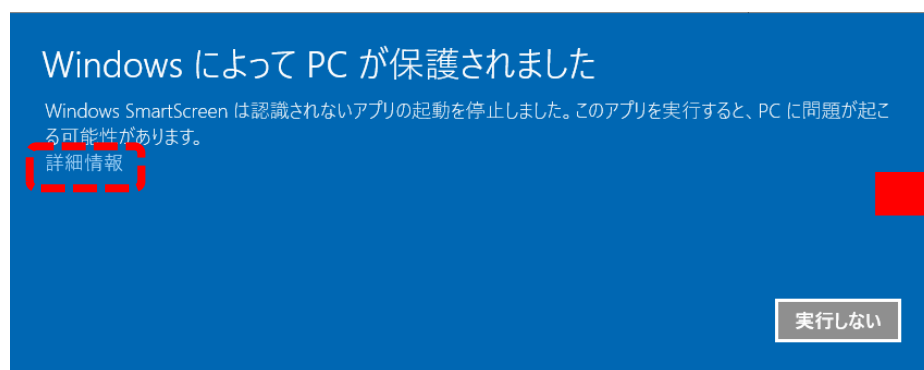 Windows によって PC が保護されました
Windows SmartScreen は認識されないアプリの起動を停止しました。このアプリを実行すると、PC に問題が起こ
る可能性があります。
詳細情報
実行しない